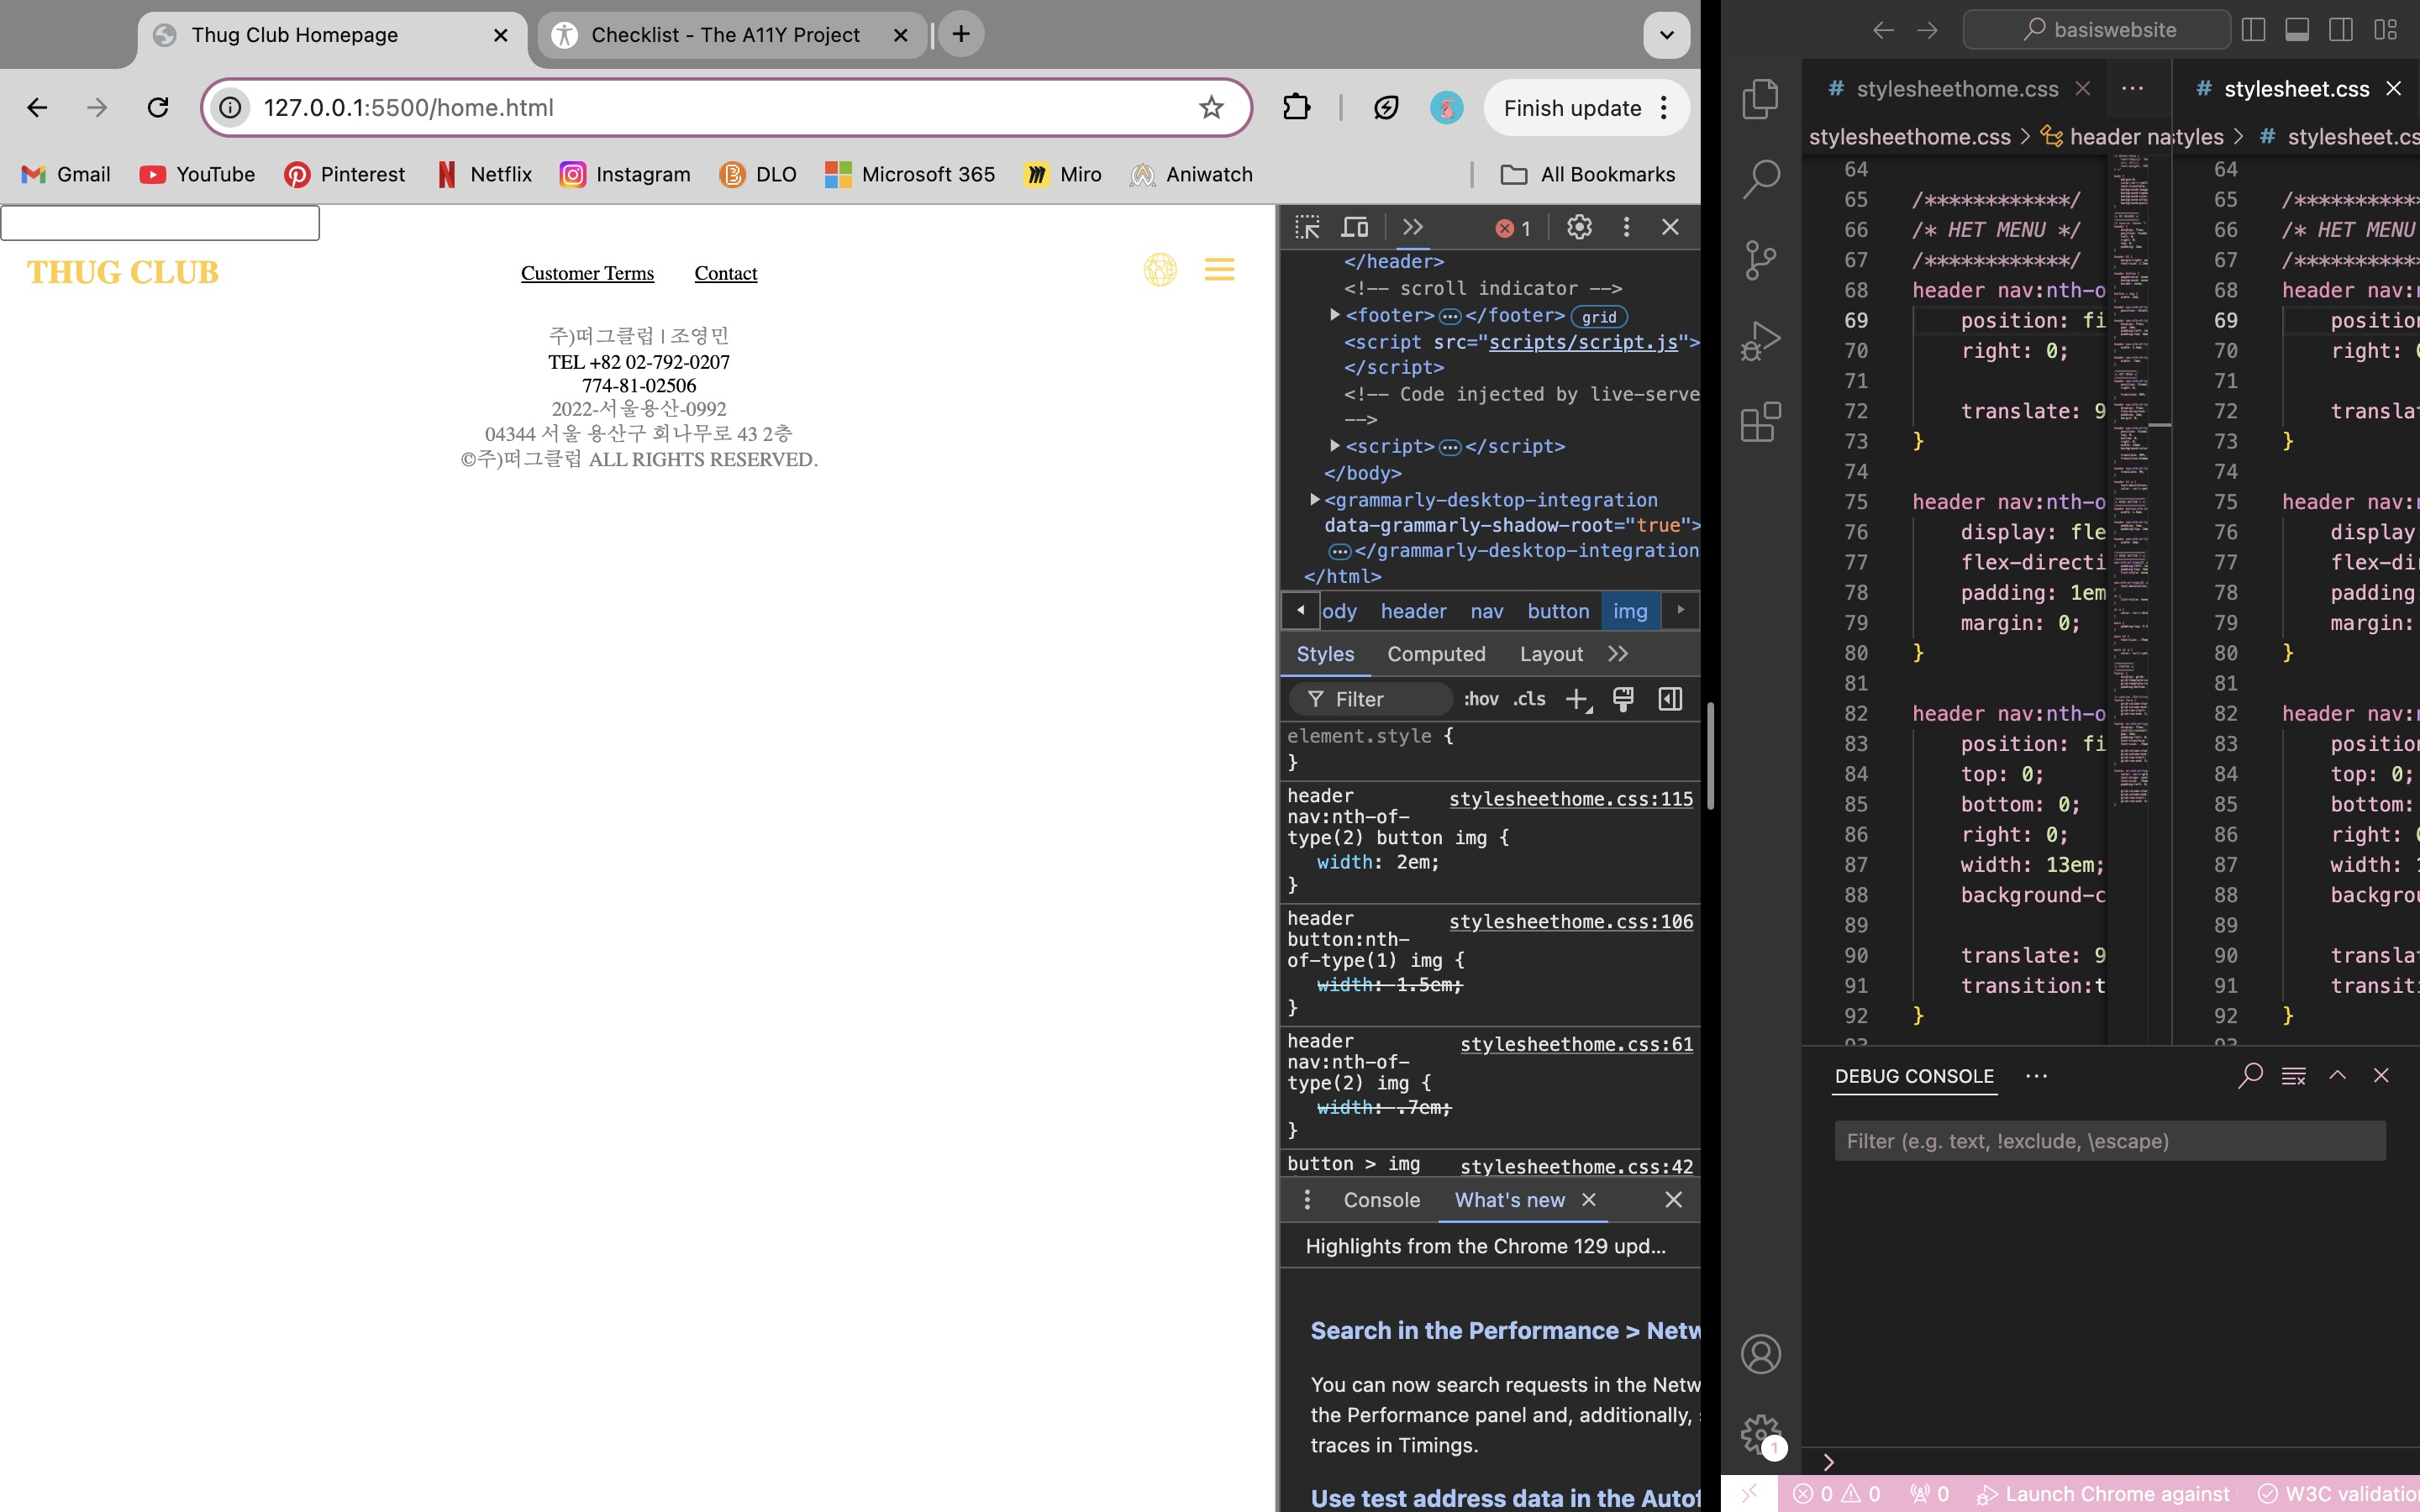 Thug Club Homepage
Checklist - The A11Y Project
127.0.0.1:5500/home.html
Finish update
Gmail
YouTube
Pinterest
Netflix
Instagram
DLO
Microsoft 365
Miro
Aniwatch
All Bookmarks
THUG CLUB
Customer Terms
Contact
주)떠그클럽 | 조영민
TEL +82 02-792-0207
774-81-02506
2022-서울용산-0992
04344 서울 용산구 회나무로 43 2층
©주)떠그클럽 ALL RIGHTS RESERVED.
1
</header>
<!-- scroll indicator -->
<footer>…</footer> grid
<script src="scripts/script.js">
</script>
<!-- Code injected by live-serve
-->
<script>…</script>
</body>
<grammarly-desktop-integration
data-grammarly-shadow-root="true">
…</grammarly-desktop-integration
</html>
ody header nav button img
Styles Computed Layout
Filter :hov .cls
element.style {
}
header nav:nth-of-type(2) button img {
stylesheethome.css:115
width: 2em;
}
header button:nth-of-type(1) img {
stylesheethome.css:106
width: 1.5em;
}
header nav:nth-of-type(2) img {
stylesheethome.css:61
width: .7em;
}
button > img
stylesheethome.css:42
Console
What's new
Highlights from the Chrome 129 upd...
Search in the Performance > Netw
You can now search requests in the Netw
the Performance panel and, additionally,
traces in Timings.
Use test address data in the Autof
basiswebsite
# stylesheethome.css
stylesheethome.css > header na
64
65 /************/
66 /* HET MENU */
67 /************/
68 header nav:nth-o
69 position: fi
70 right: 0;
71
72 translate: 9
73 }
74
75 header nav:nth-o
76 display: fle
77 flex-directi
78 padding: 1em
79 margin: 0;
80 }
81
82 header nav:nth-o
83 position: fi
84 top: 0;
85 bottom: 0;
86 right: 0;
87 width: 13em;
88 background-c
89
90 translate: 9
91 transition:t
92 }
# stylesheet.css
styles > # stylesheet.cs
64
65 /***********
66 /* HET MENU
67 /***********
68 header nav:
69 position
70 right:
71
72 transla
73 }
74
75 header nav:
76 display
77 flex-di
78 padding
79 margin:
80 }
81
82 header nav:
83 position
84 top: 0;
85 bottom:
86 right:
87 width:
88 backgrou
89
90 transla
91 transit
92 }
DEBUG CONSOLE
Filter (e.g. text, !exclude, \escape)
1
0 0 0 Launch Chrome against W3C validatio